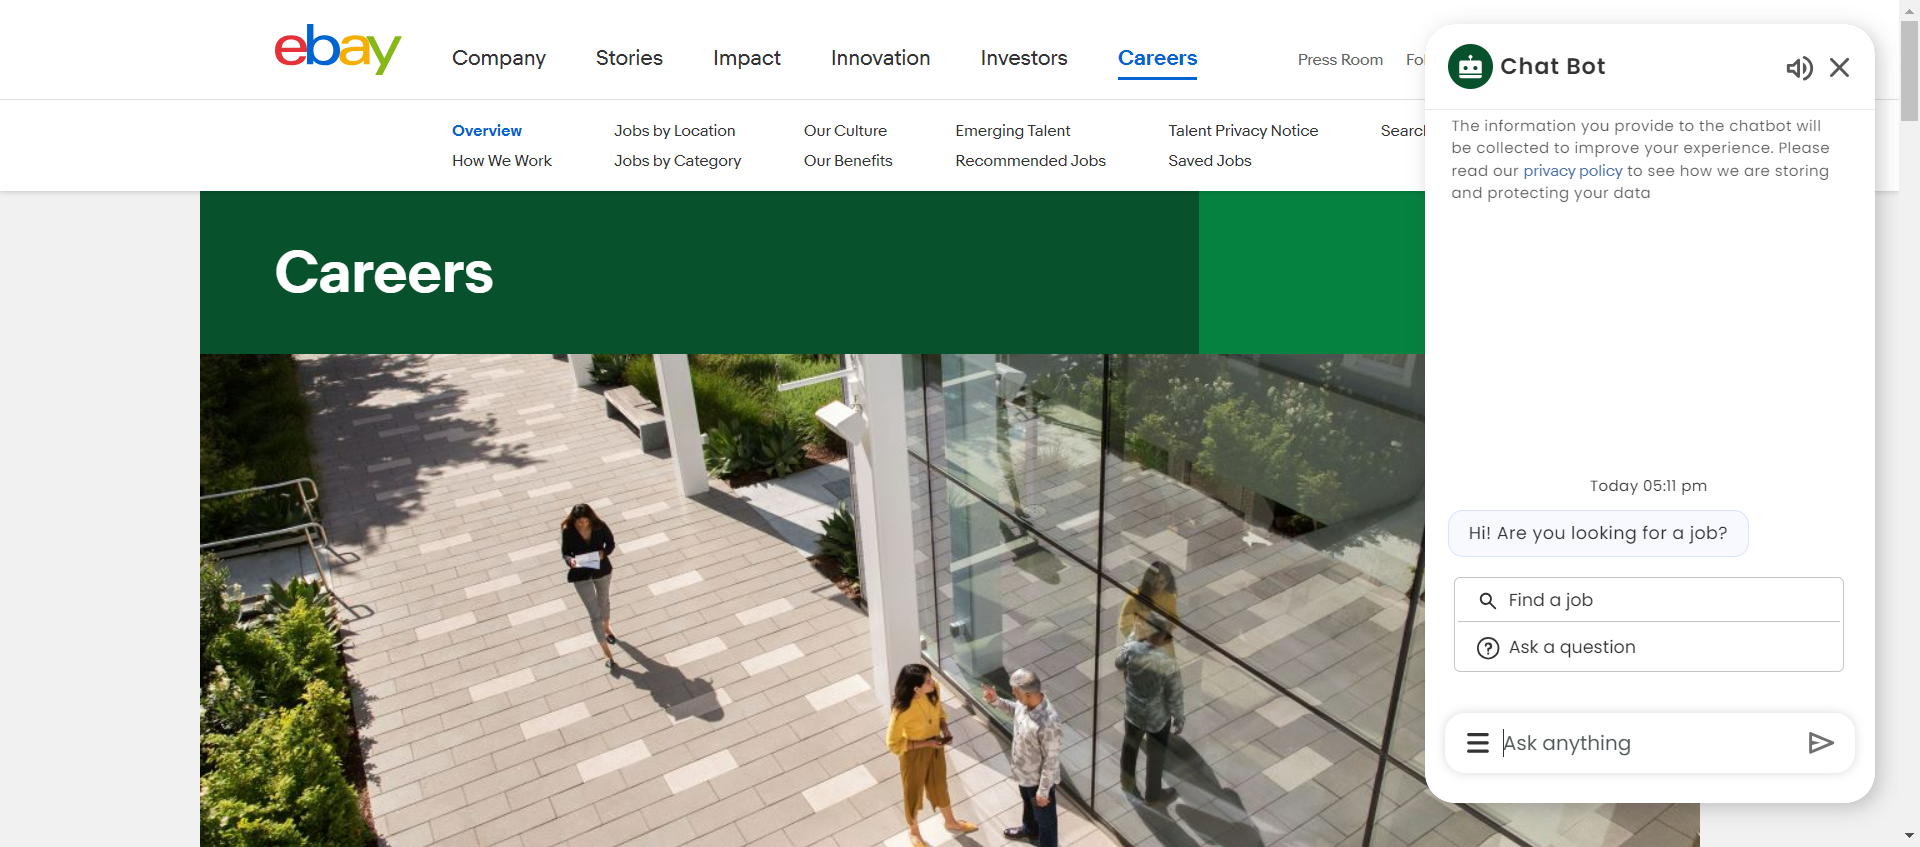 ebay
Company Stories Impact Innovation Investors Careers Press Room
Overview Jobs by Location Our Culture Emerging Talent Talent Privacy Notice
How We Work Jobs by Category Our Benefits Recommended Jobs Saved Jobs
Careers
Chat Bot
The information you provide to the chatbot will
be collected to improve your experience. Please
read our privacy policy to see how we are storing
and protecting your data
Today 05:11 pm
Hi! Are you looking for a job?
Find a job
Ask a question
Ask anything